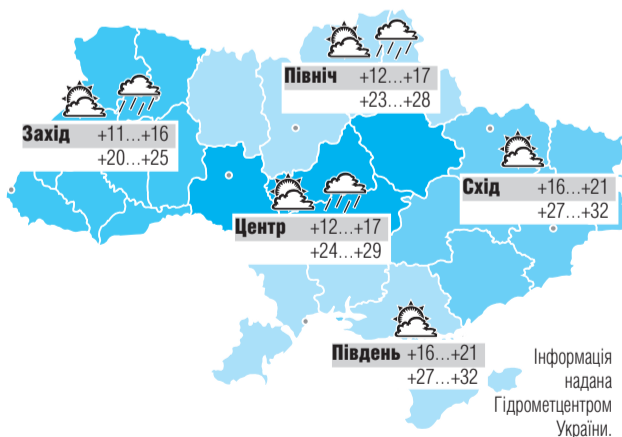 Північ +12...+17
+23...+28
Захід +11...+16
+20...+25
Схід +16...+21
+27...+32
Центр +12...+17
+24...+29
Південь +16...+21
+27...+32
Інформація
надана
Гідрометцентром
України.